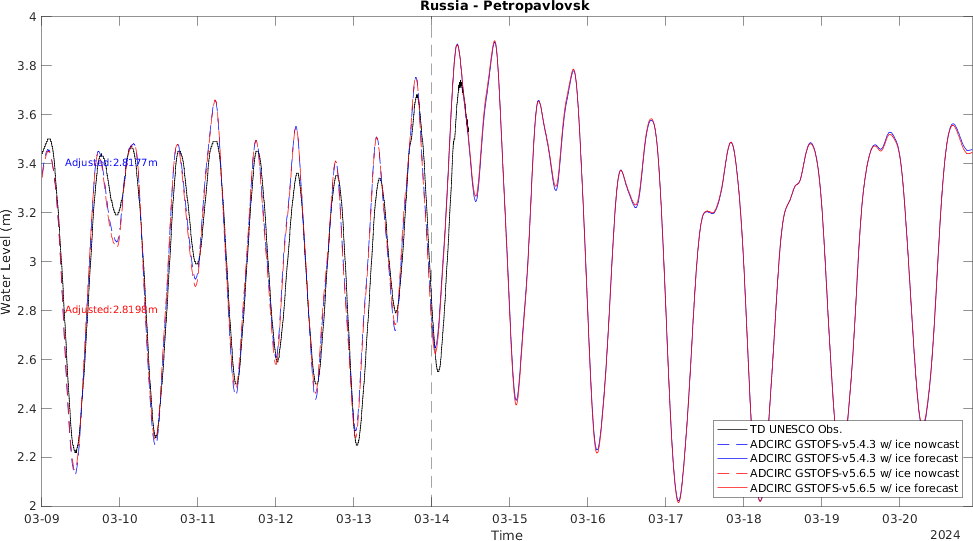 Russia - Petropavlovsk
4
3.8
3.6
3.4
3.2
3
2.8
2.6
2.4
2.2
2
Water Level (m)
Adjusted:2.8177m
Adjusted:2.8198m
TD UNESCO Obs.
ADCIRC GSTOFS-v5.4.3 w/ ice nowcast
ADCIRC GSTOFS-v5.4.3 w/ ice forecast
ADCIRC GSTOFS-v5.6.5 w/ ice nowcast
ADCIRC GSTOFS-v5.6.5 w/ ice forecast
03-09 03-10 03-11 03-12 03-13 03-14 03-15 03-16 03-17 03-18 03-19 03-20
Time
2024